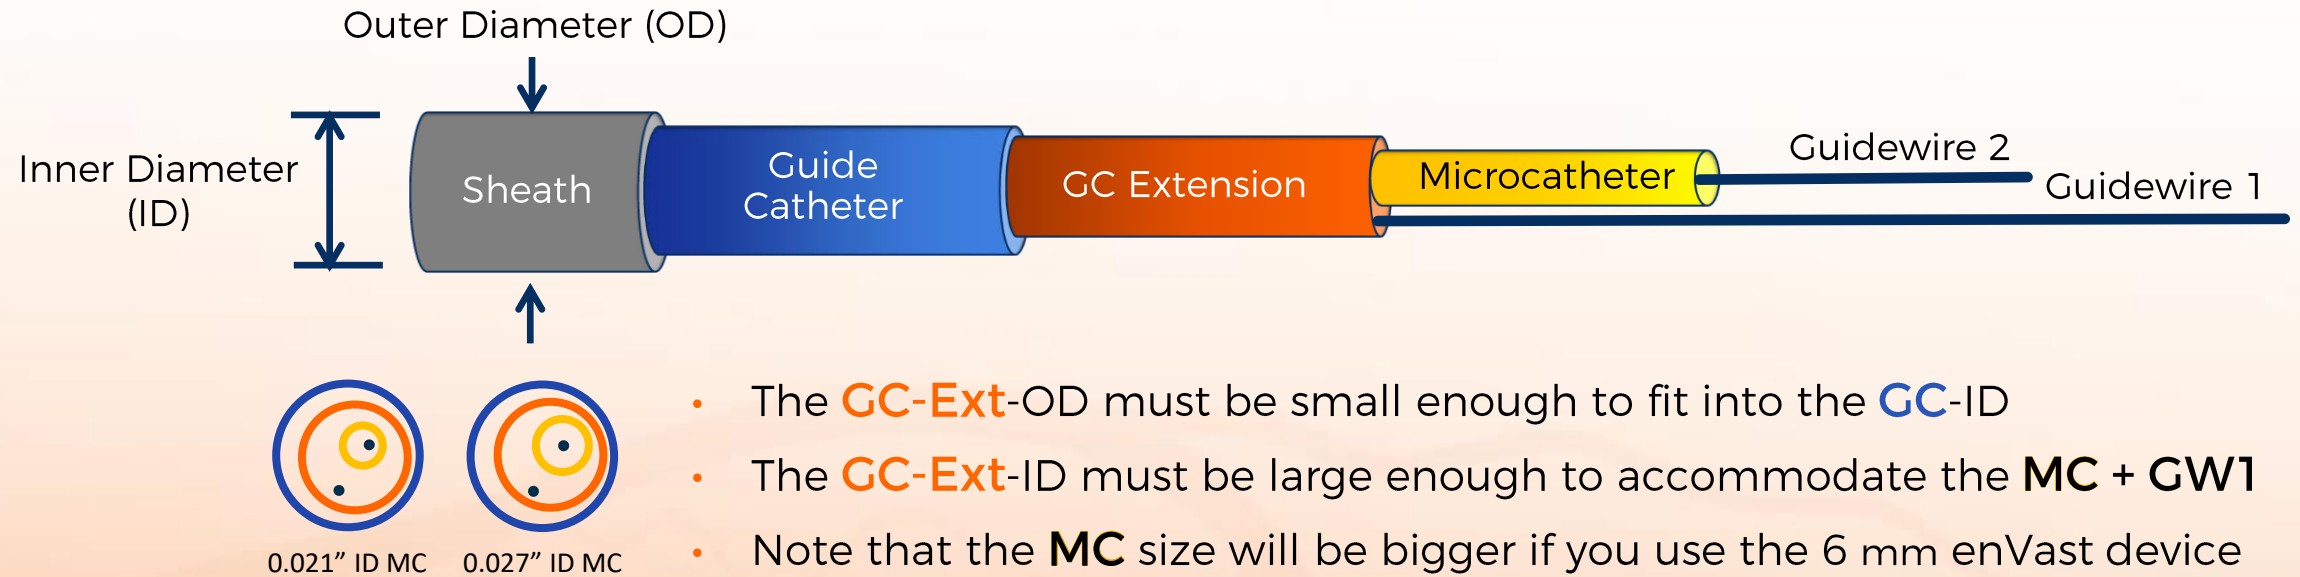 Outer Diameter (OD)
Inner Diameter
(ID)
Sheath
Guide
Catheter
GC Extension
Microcatheter
Guidewire 2
Guidewire 1
0.021” ID MC
0.027” ID MC
• The GC-Ext-OD must be small enough to fit into the GC-ID
• The GC-Ext-ID must be large enough to accommodate the MC + GW1
• Note that the MC size will be bigger if you use the 6 mm enVast device